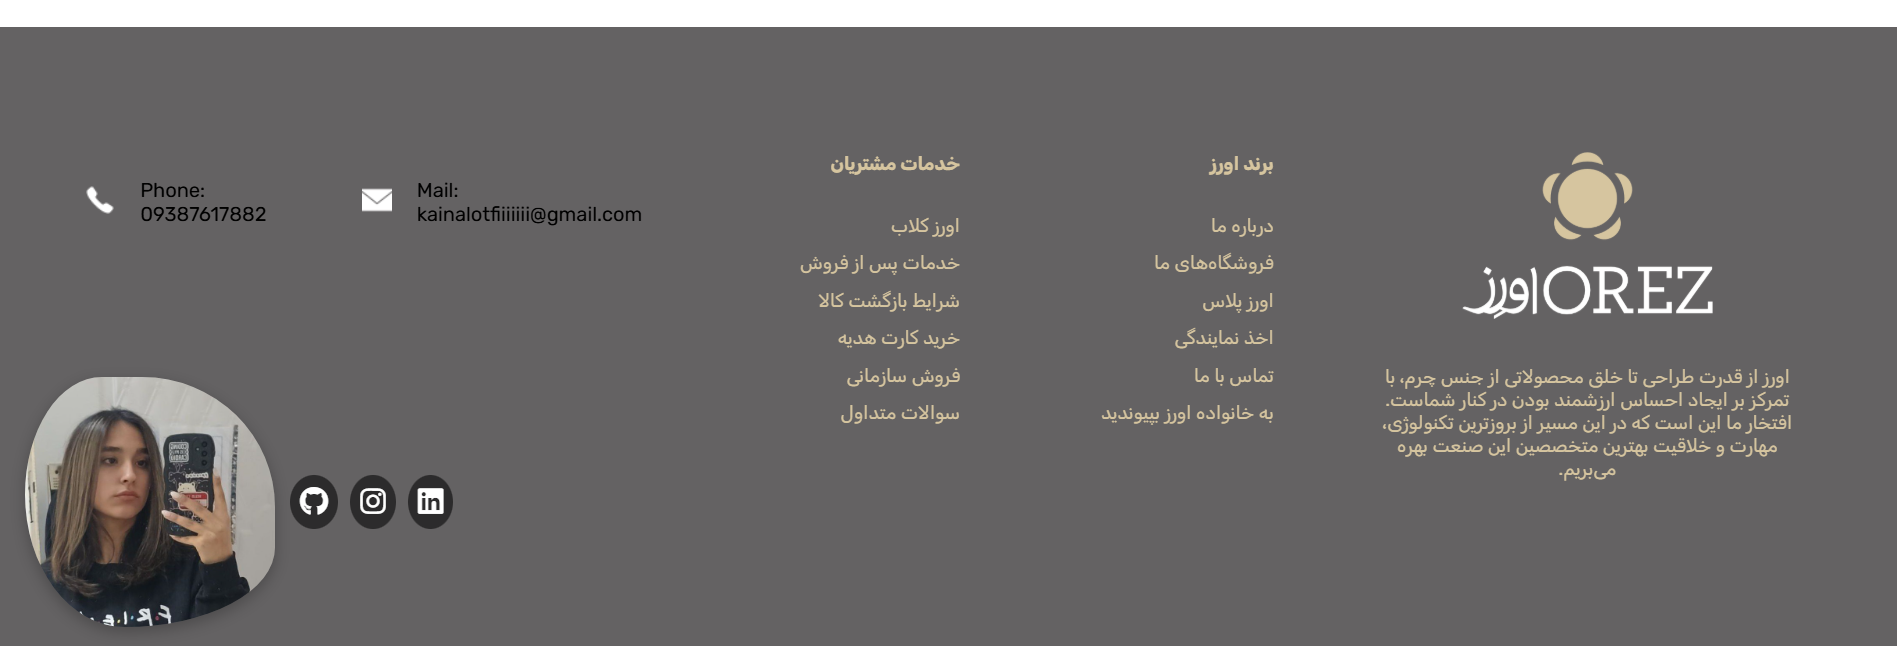 اورز OREZ
اورز از قدرت طراحی تا خلق محصولاتی از جنس چرم، با
تمرکز بر ایجاد احساس ارزشمند بودن در کنار شماست.
افتخار ما این است که در این مسیر از بروزترین تکنولوژی،
مهارت و خلاقیت بهترین متخصصین این صنعت بهره
می‌بریم.
برند اورز
درباره ما
فروشگاه‌های ما
اورز پلاس
اخذ نمایندگی
تماس با ما
به خانواده اورز بپیوندید
خدمات مشتریان
اورز کلاب
خدمات پس از فروش
شرایط بازگشت کالا
خرید کارت هدیه
فروش سازمانی
سوالات متداول
Phone:
09387617882
Mail:
kainalotfiiiiiii@gmail.com
in